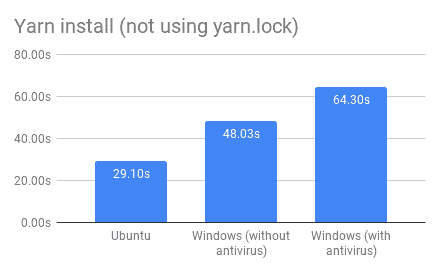 Yarn install (not using yarn.lock)
80.00s
60.00s
40.00s
20.00s
0.00s
29.10s
48.03s
64.30s
Ubuntu
Windows (without
antivirus)
Windows (with
antivirus)